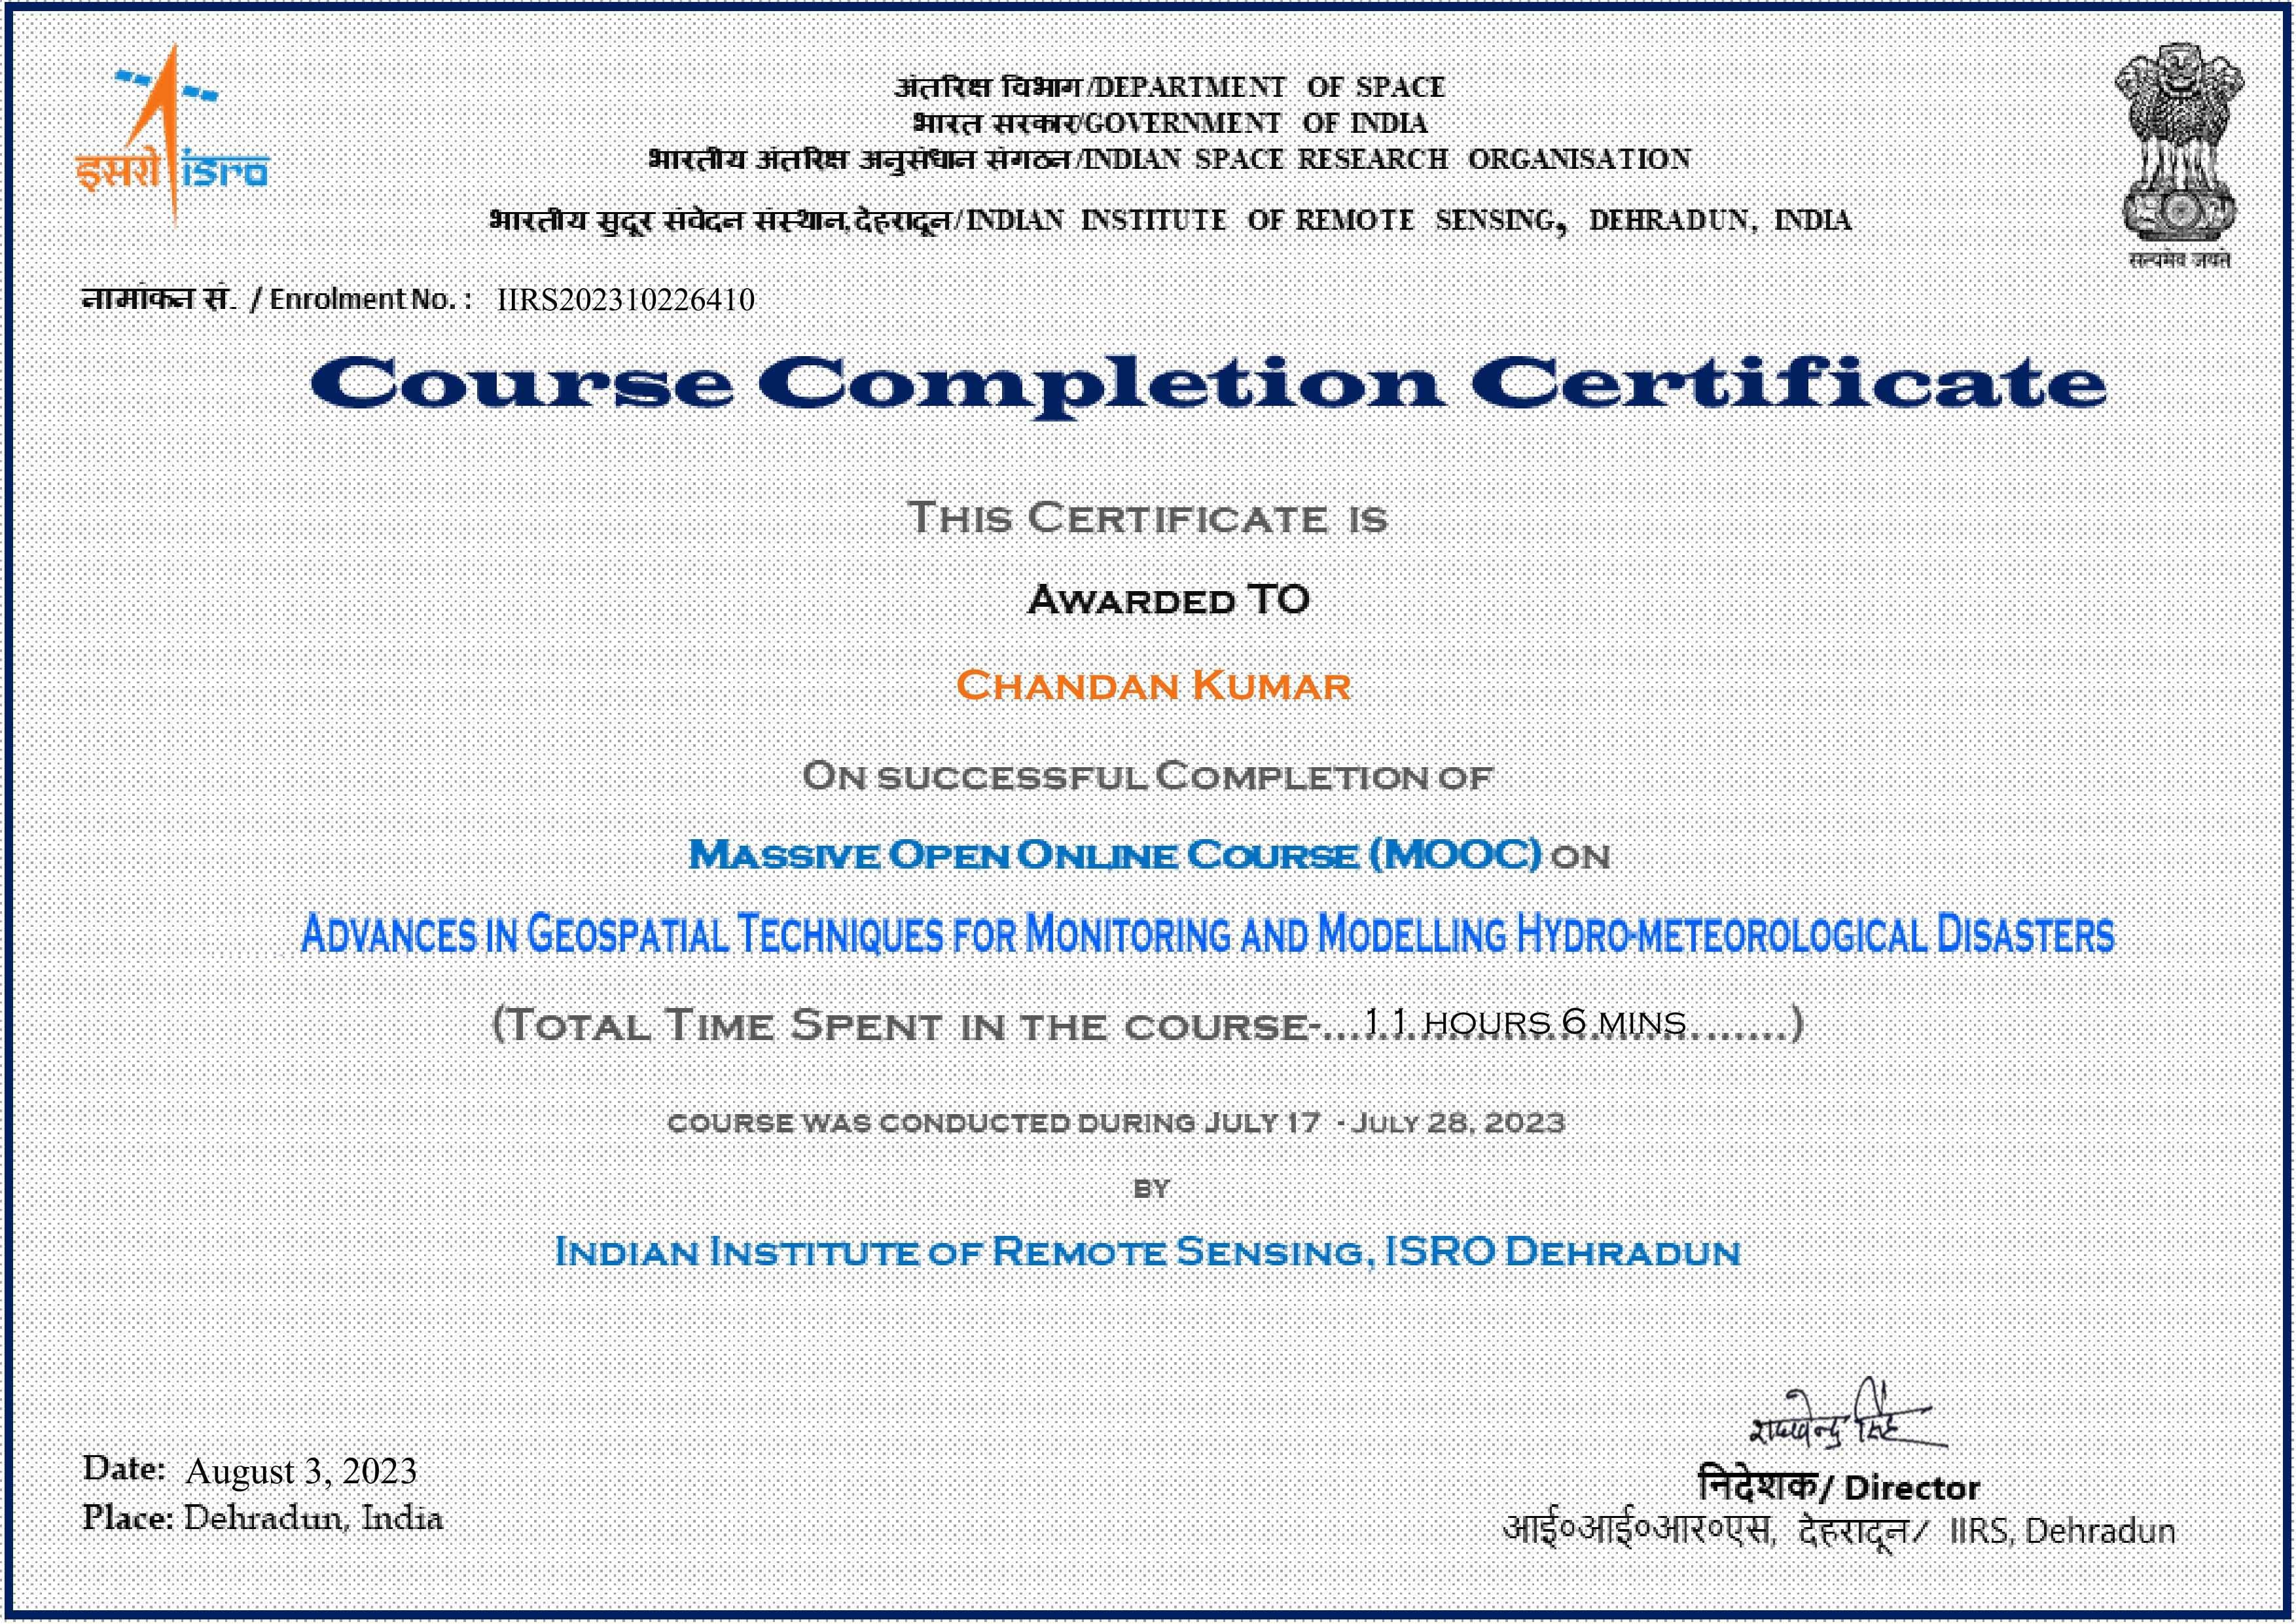 इसरो isro
अंतरिक्ष विभाग/DEPARTMENT OF SPACE
भारत सरकार/GOVERNMENT OF INDIA
भारतीय अंतरिक्ष अनुसंधान संगठन/INDIAN SPACE RESEARCH ORGANISATION
भारतीय सुदूर संवेदन संस्थान,देहरादून/INDIAN INSTITUTE OF REMOTE SENSING, DEHRADUN, INDIA
सत्यमेव जयते
नामांकन सं. / Enrolment No. : IIRS202310226410
Course Completion Certificate
THIS CERTIFICATE IS
AWARDED TO
CHANDAN KUMAR
ON SUCCESSFUL COMPLETION OF
MASSIVE OPEN ONLINE COURSE (MOOC) ON
ADVANCES IN GEOSPATIAL TECHNIQUES FOR MONITORING AND MODELLING HYDRO-METEOROLOGICAL DISASTERS
(TOTAL TIME SPENT IN THE COURSE-...11 HOURS 6 MINS.......)
COURSE WAS CONDUCTED DURING JULY 17 - JULY 28, 2023
BY
INDIAN INSTITUTE OF REMOTE SENSING, ISRO DEHRADUN
राघवेन्द्र सिंह
Date: August 3, 2023
Place: Dehradun, India
निदेशक/ Director
आई०आई०आर०एस, देहरादून/ IIRS, Dehradun